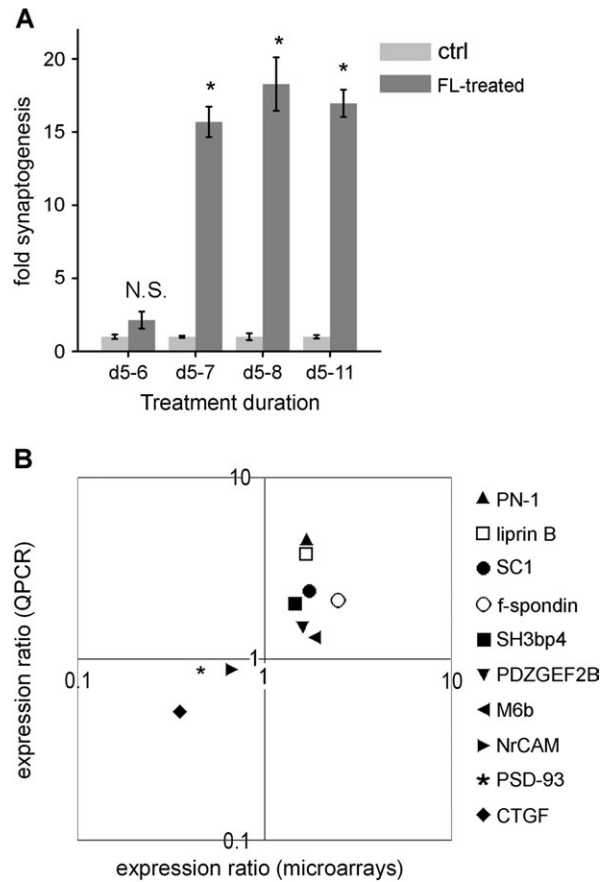 A
20
15
10
5
0
fold synaptogenesis
*
*
*
N.S.
ctrl
FL-treated
d5-6 d5-7 d5-8 d5-11
Treatment duration
B
10
1
0.1
0.1 1 10
expression ratio (QPCR)
expression ratio (microarrays)
PN-1
liprin B
SC1
f-spondin
SH3bp4
PDZGEF2B
M6b
NrCAM
* PSD-93
CTGF